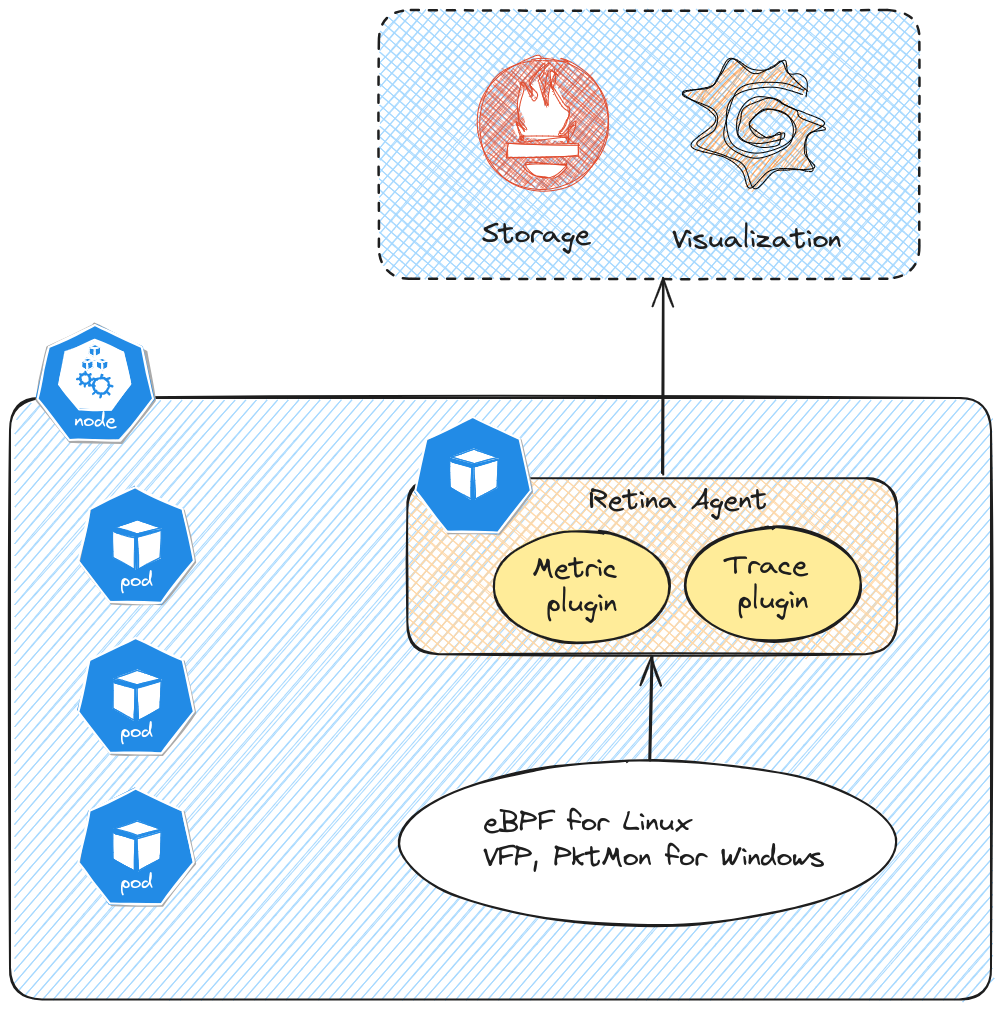 Storage
Visualization
node
Retina Agent
Metric
plugin
Trace
plugin
pod
pod
pod
eBPF for Linux
VFP, PktMon for Windows